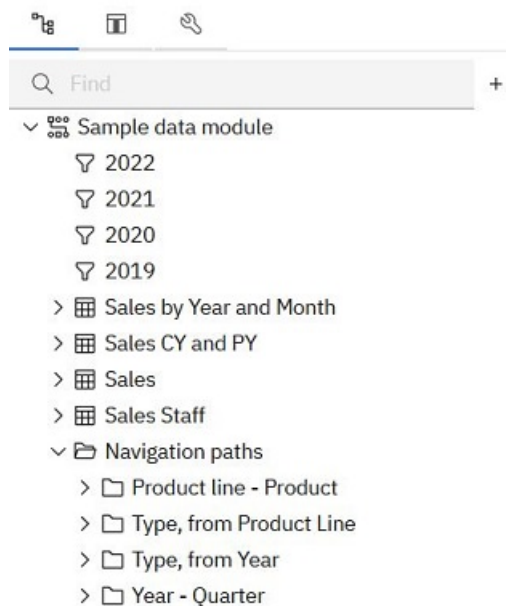 Find
Sample data module
2022
2021
2020
2019
Sales by Year and Month
Sales CY and PY
Sales
Sales Staff
Navigation paths
Product line - Product
Type, from Product Line
Type, from Year
Year - Quarter